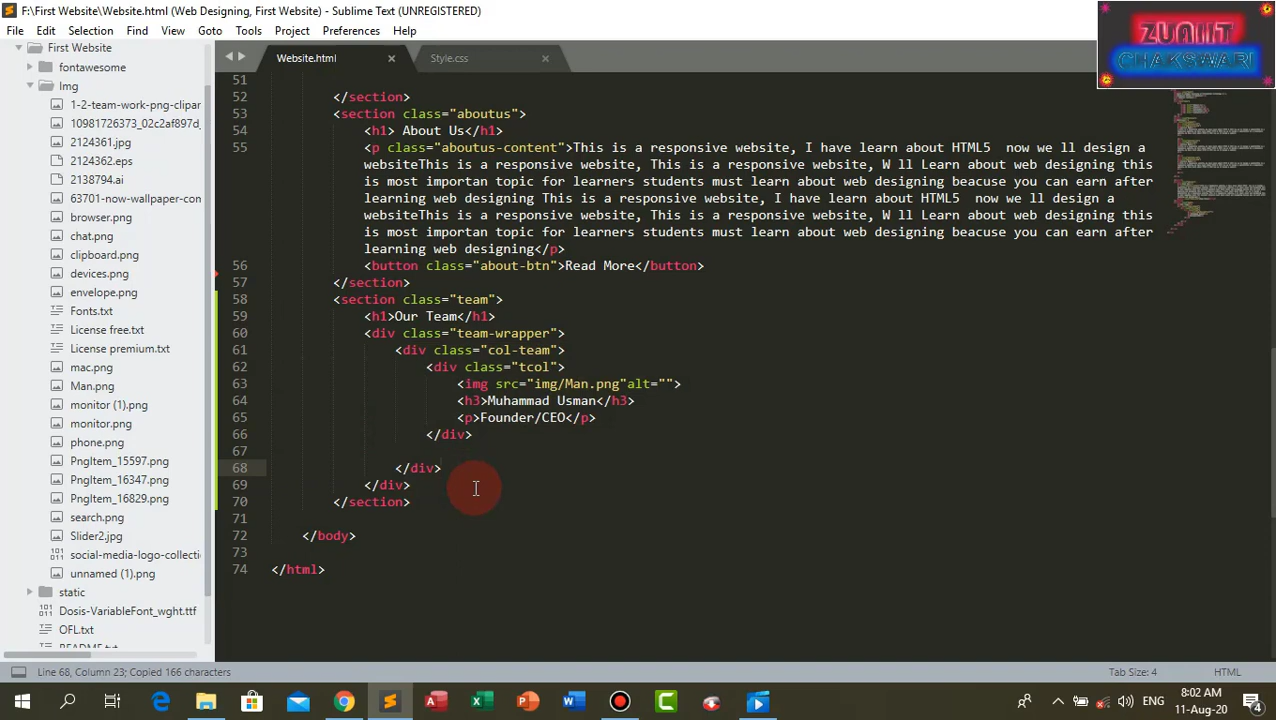 F:\First Website\Website.html (Web Designing, First Website) - Sublime Text (UNREGISTERED)
File Edit Selection Find View Goto Tools Project Preferences Help
ZUAIIT
CHAKSWARI
First Website
fontawesome
Img
1-2-team-work-png-clipar
10981726373_02c2af897d_
2124361.jpg
2124362.eps
2138794.ai
63701-now-wallpaper-con
browser.png
chat.png
clipboard.png
devices.png
envelope.png
Fonts.txt
License free.txt
License premium.txt
mac.png
Man.png
monitor (1).png
monitor.png
phone.png
PngItem_15597.png
PngItem_16347.png
PngItem_16829.png
search.png
Slider2.jpg
social-media-logo-collecti
unnamed (1).png
static
Dosis-VariableFont_wght.ttf
OFL.txt
README.txt
Website.html Style.css
51
52 </section>
53 <section class="aboutus">
54 <h1> About Us</h1>
55 <p class="aboutus-content">This is a responsive website, I have learn about HTML5  now we ll design a
websiteThis is a responsive website, This is a responsive website, W ll Learn about web designing this
is most importan topic for learners students must learn about web designing beacuse you can earn after
learning web designing This is a responsive website, I have learn about HTML5  now we ll design a
websiteThis is a responsive website, This is a responsive website, W ll Learn about web designing this
is most importan topic for learners students must learn about web designing beacuse you can earn after
learning web designing</p>
56 <button class="about-btn">Read More</button>
57 </section>
58 <section class="team">
59 <h1>Our Team</h1>
60 <div class="team-wrapper">
61 <div class="col-team">
62 <div class="tcol">
63 <img src="img/Man.png"alt="">
64 <h3>Muhammad Usman</h3>
65 <p>Founder/CEO</p>
66 </div>
67
68 </div>
69 </div>
70 </section>
71
72 </body>
73
74 </html>
Line 68, Column 23; Copied 166 characters Tab Size: 4 HTML
ENG 8:02 AM
11-Aug-20 4